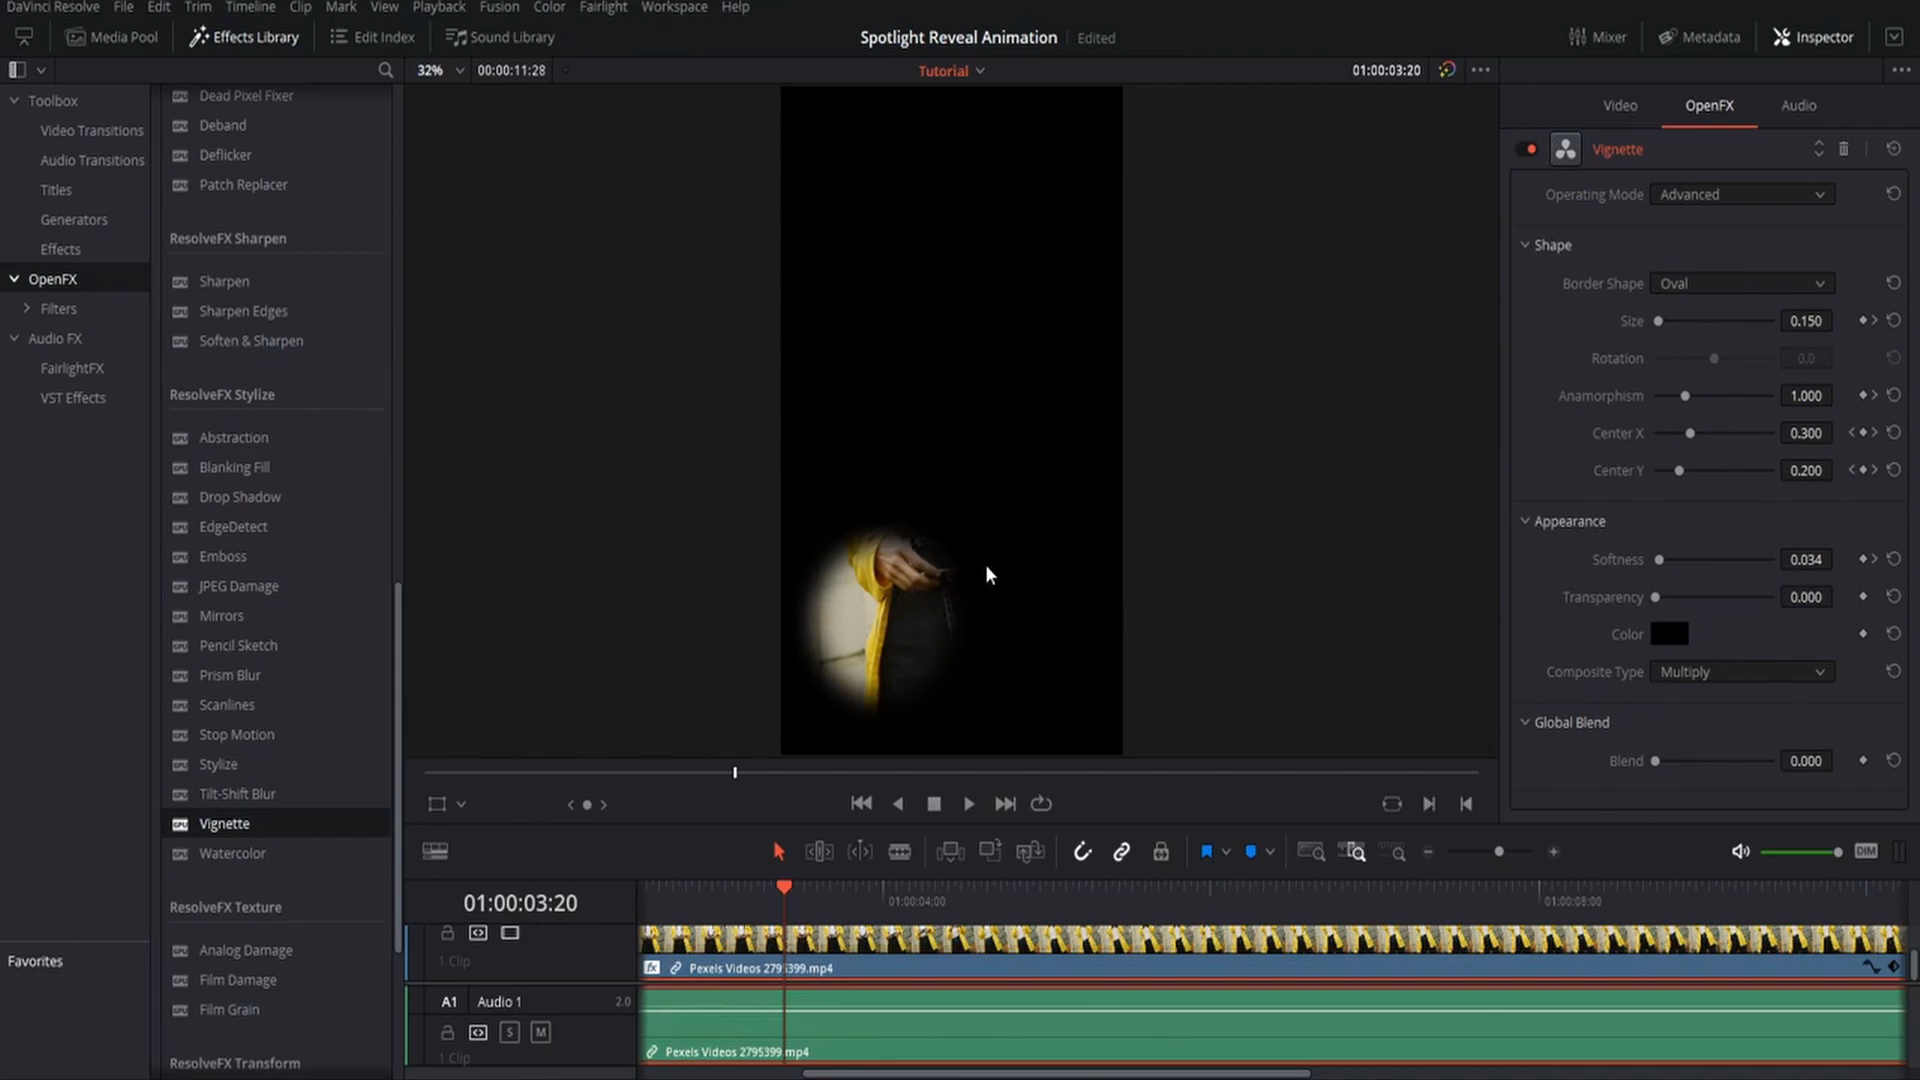 DaVinci Resolve File Edit Trim Timeline Clip Mark View Playback Fusion Color Fairlight Workspace Help
Media Pool Effects Library Edit Index Sound Library Spotlight Reveal Animation Edited Mixer Metadata Inspector
32% 00:00:11:28 Tutorial 01:00:03:20
Toolbox
Video Transitions
Audio Transitions
Titles
Generators
Effects
OpenFX
Filters
Audio FX
FairlightFX
VST Effects
Favorites
Dead Pixel Fixer
Deband
Deflicker
Patch Replacer
ResolveFX Sharpen
Sharpen
Sharpen Edges
Soften & Sharpen
ResolveFX Stylize
Abstraction
Blanking Fill
Drop Shadow
EdgeDetect
Emboss
JPEG Damage
Mirrors
Pencil Sketch
Prism Blur
Scanlines
Stop Motion
Stylize
Tilt-Shift Blur
Vignette
Watercolor
ResolveFX Texture
Analog Damage
Film Damage
Film Grain
ResolveFX Transform
Video OpenFX Audio
Vignette
Operating Mode Advanced
Shape
Border Shape Oval
Size 0.150
Rotation 0.0
Anamorphism 1.000
Center X 0.300
Center Y 0.200
Appearance
Softness 0.034
Transparency 0.000
Color
Composite Type Multiply
Global Blend
Blend 0.000
DIM
01:00:03:20 01:00:04:00 01:00:08:00
1 Clip
fx Pexels Videos 2795399.mp4
A1 Audio 1 2.0
S M
1 Clip
Pexels Videos 2795399.mp4